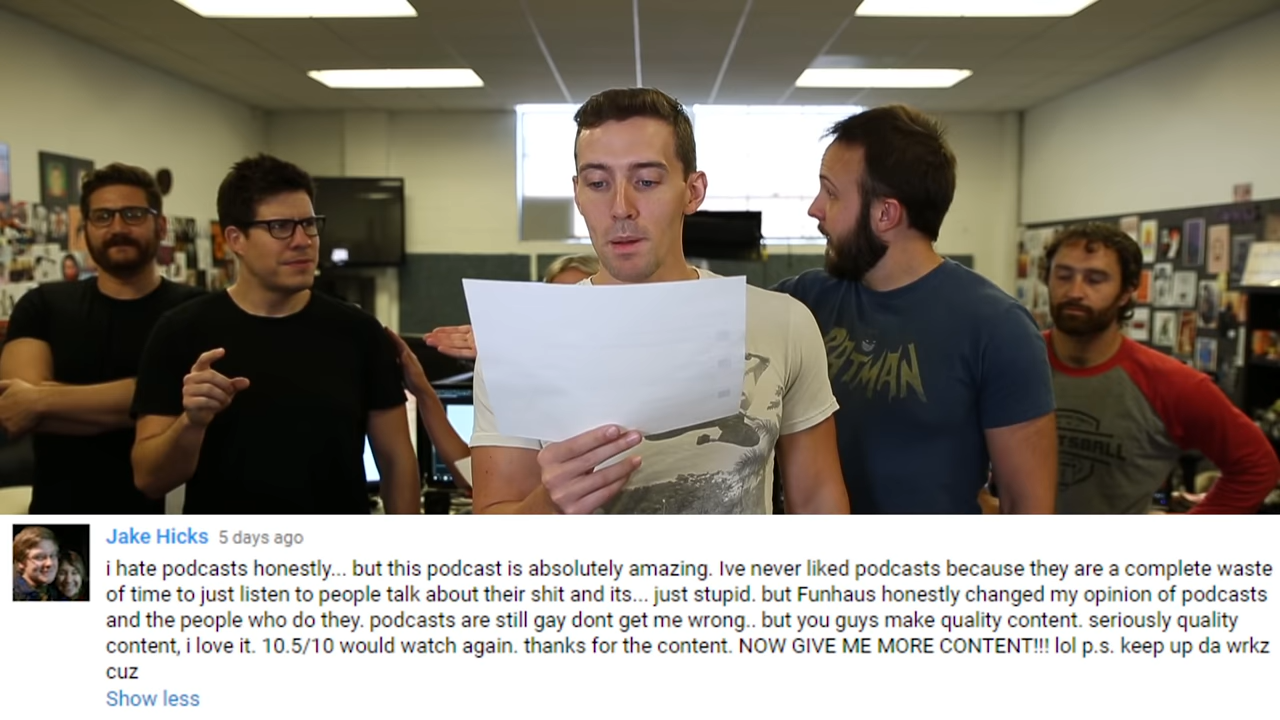 BATMAN
TSBALL
Jake Hicks 5 days ago
i hate podcasts honestly... but this podcast is absolutely amazing. Ive never liked podcasts because they are a complete waste
of time to just listen to people talk about their shit and its... just stupid. but Funhaus honestly changed my opinion of podcasts
and the people who do they. podcasts are still gay dont get me wrong.. but you guys make quality content. seriously quality
content, i love it. 10.5/10 would watch again. thanks for the content. NOW GIVE ME MORE CONTENT!!! lol p.s. keep up da wrkz
cuz
Show less